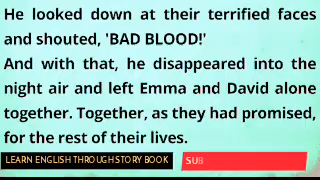 He looked down at their terrified faces
and shouted, 'BAD BLOOD!'
And with that, he disappeared into the
night air and left Emma and David alone
together. Together, as they had promised,
for the rest of their lives.
LEARN ENGLISH THROUGH STORY BOOK
SUB